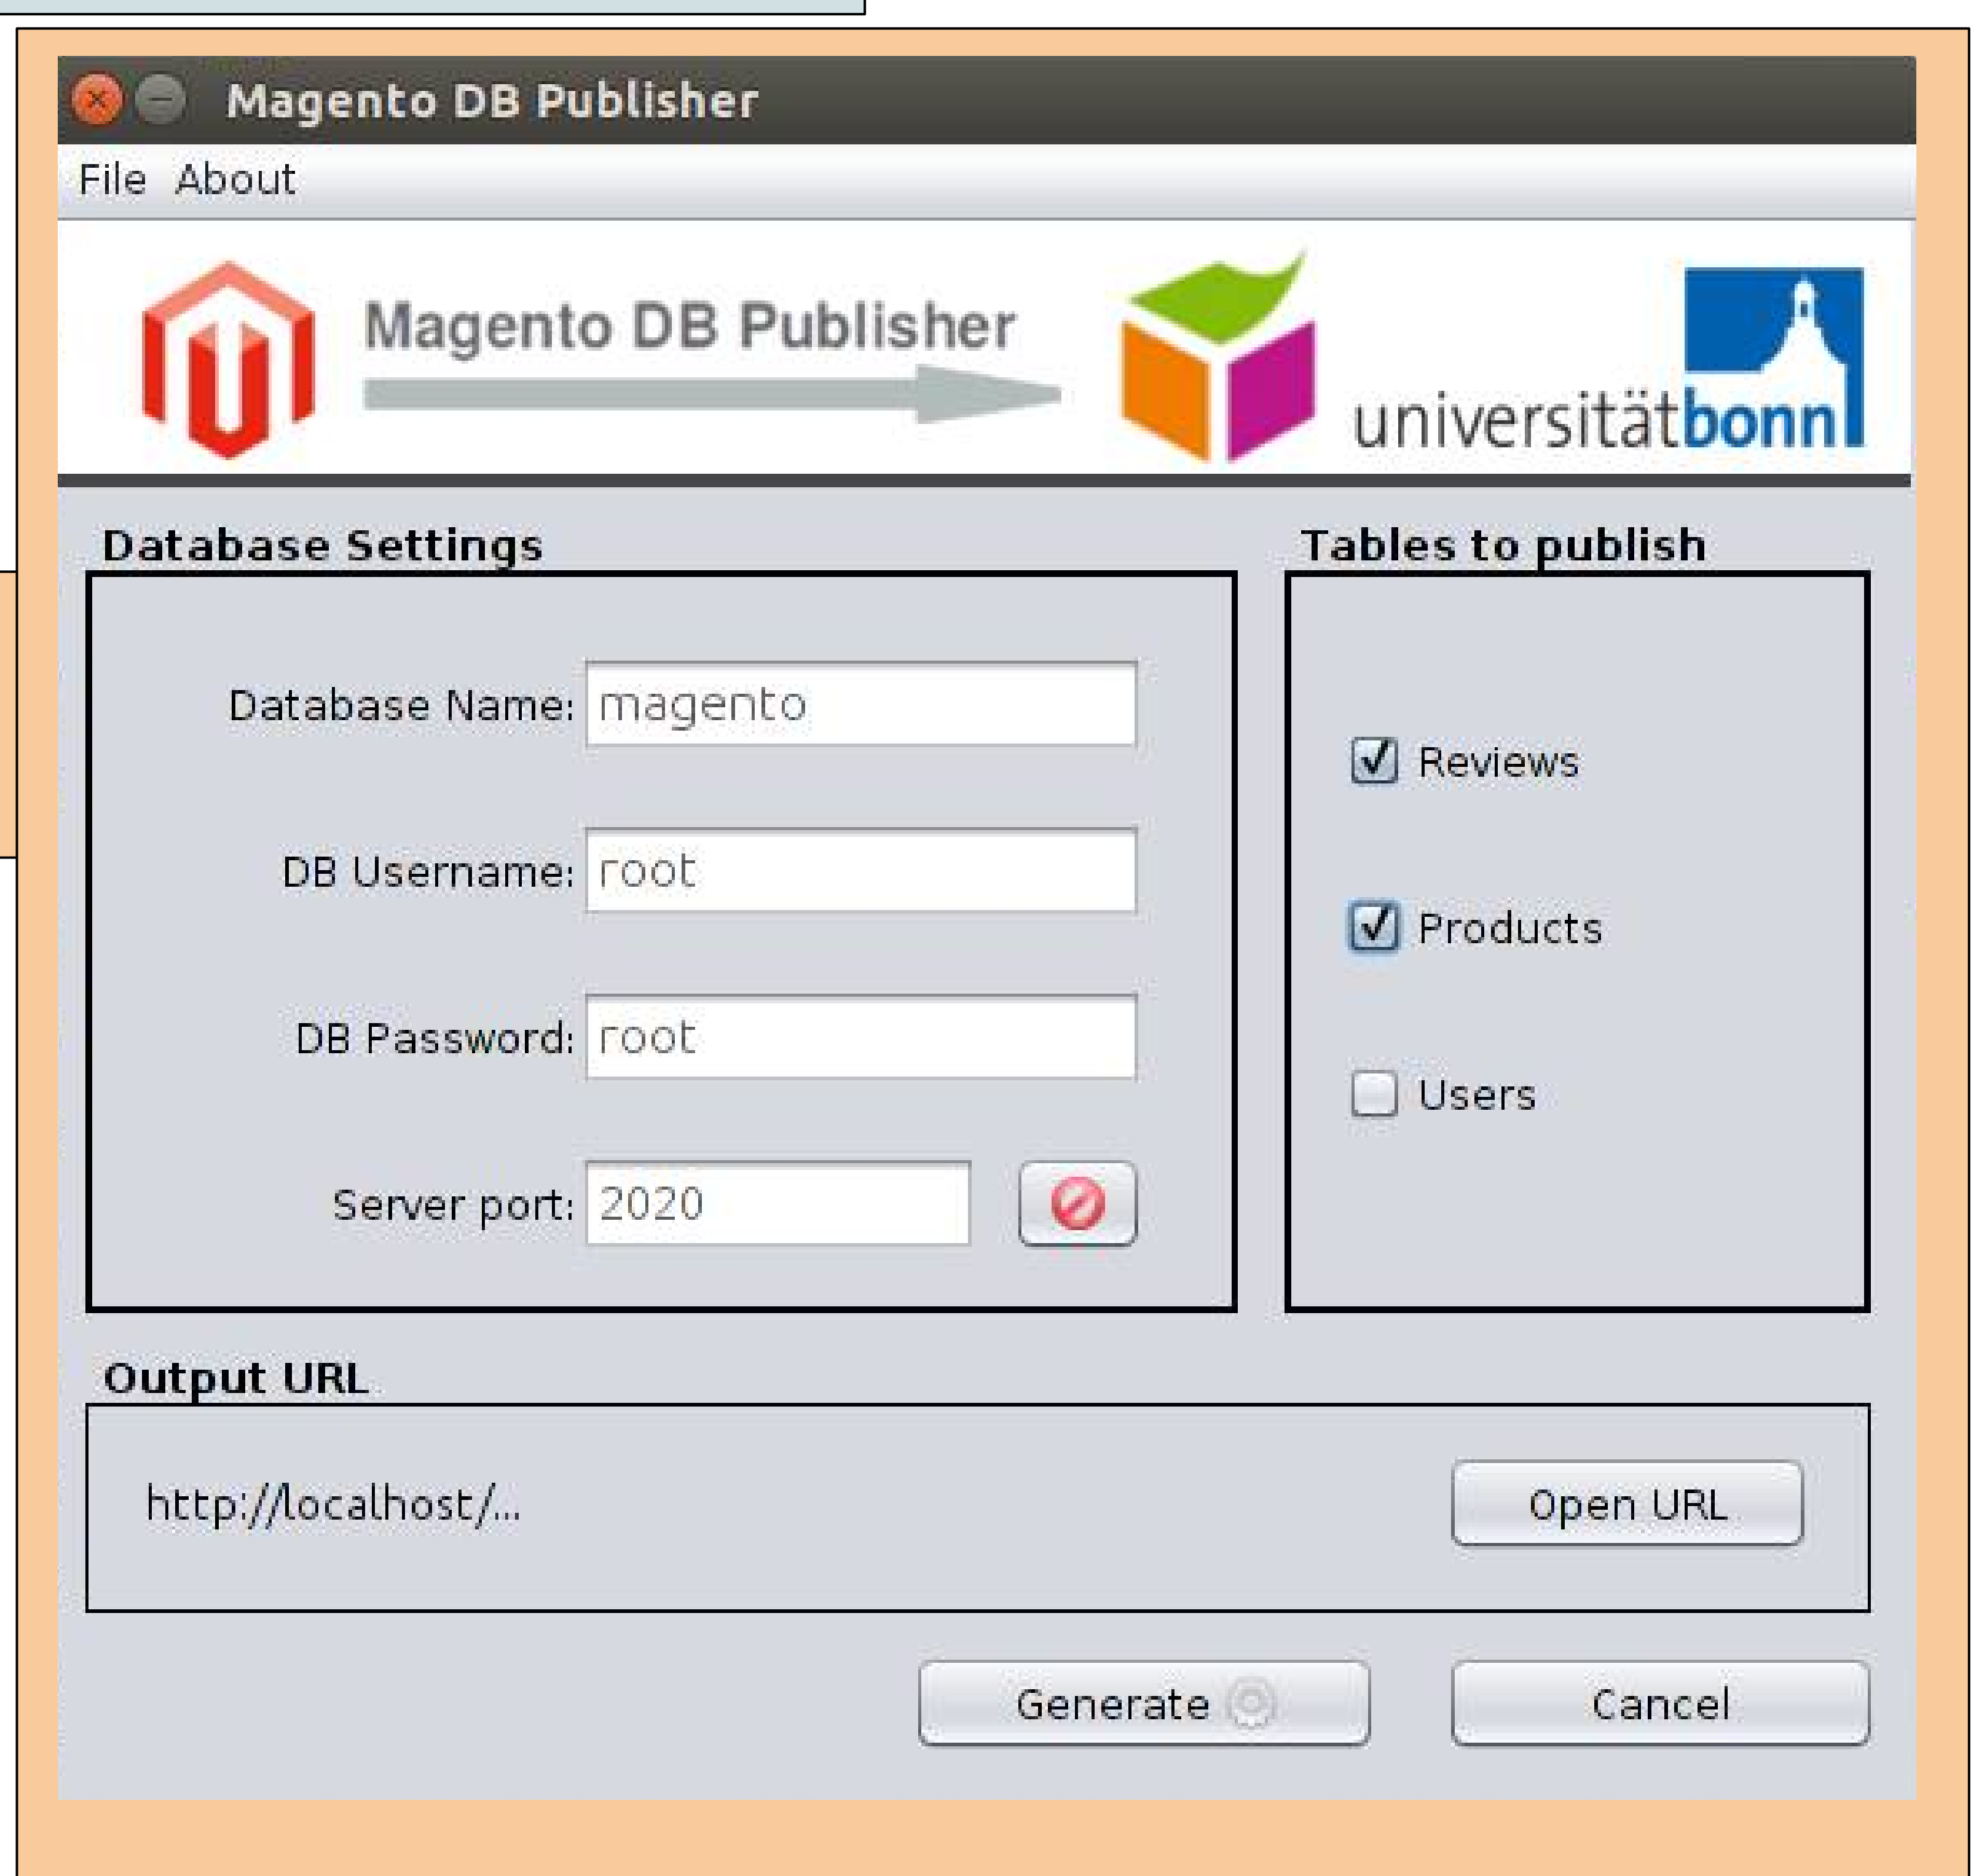 Magento DB Publisher
File About
Magento DB Publisher
universitätbonn
Database Settings
Database Name: magento
DB Username: root
DB Password: root
Server port: 2020
Tables to publish
Reviews
Products
Users
Output URL
http://localhost/...
Open URL
Generate
Cancel